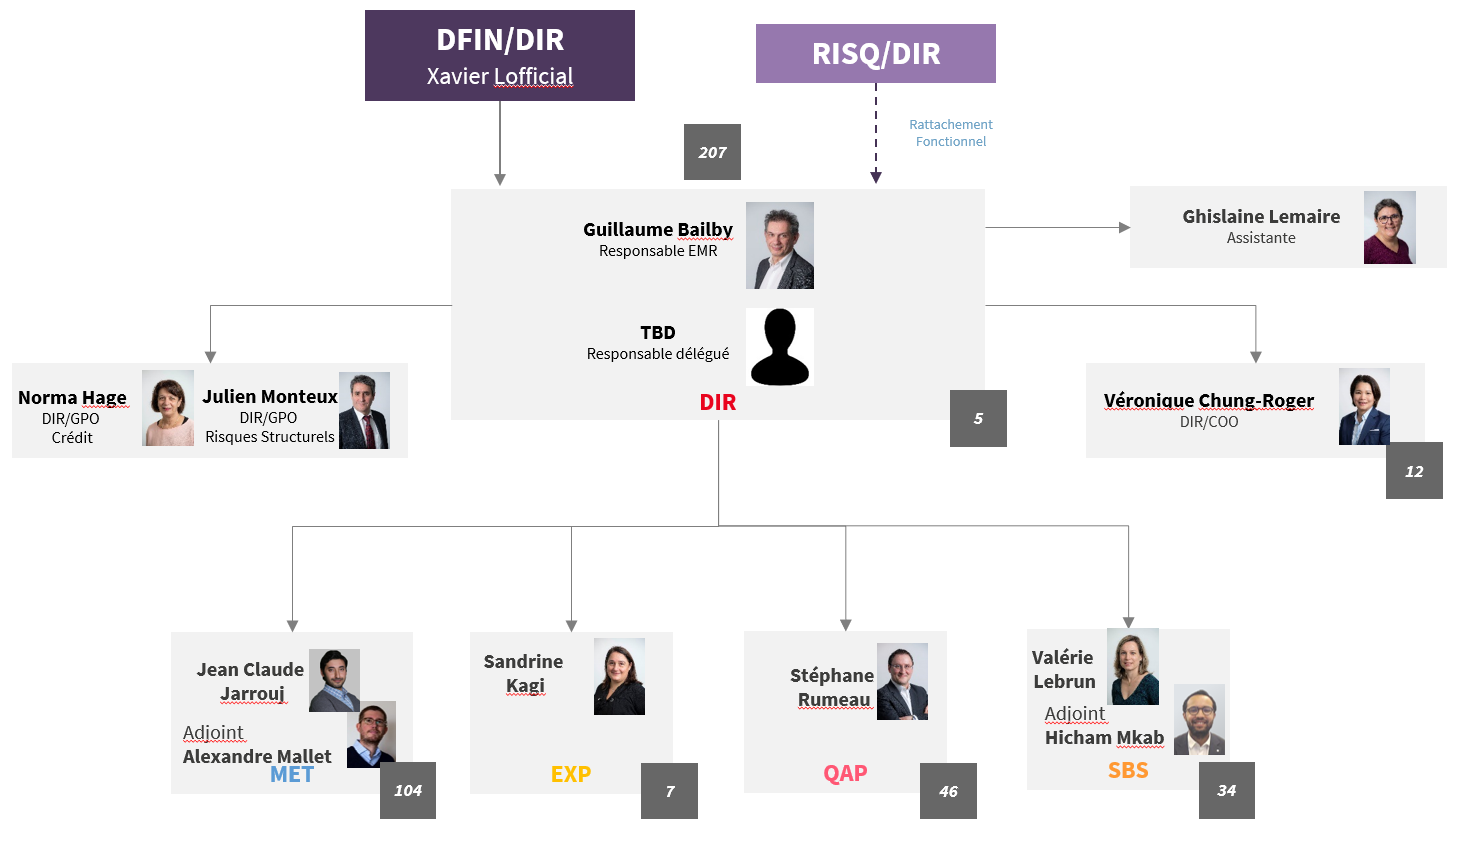 DFIN/DIR
Xavier Lofficial
RISQ/DIR
Rattachement
Fonctionnel
207
Guillaume Bailby
Responsable EMR
Ghislaine Lemaire
Assistante
TBD
Responsable délégué
DIR
5
Norma Hage
DIR/GPO
Crédit
Julien Monteux
DIR/GPO
Risques Structurels
Véronique Chung-Roger
DIR/COO
12
Jean Claude
Jarrouj
Adjoint
Alexandre Mallet
MET
104
Sandrine
Kagi
EXP
7
Stéphane
Rumeau
QAP
46
Valérie
Lebrun
Adjoint
Hicham Mkab
SBS
34